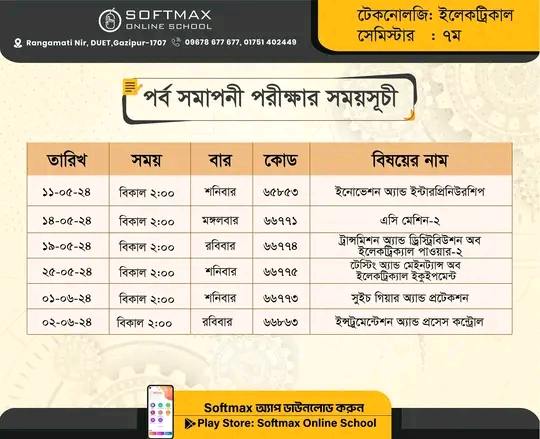 SOFTMAX
ONLINE SCHOOL
Rangamati Nir, DUET,Gazipur-1707 09678 677 677, 01751 402449
টেকনোলজি: ইলেকট্রিকাল
সেমিস্টার : ৭ম
পর্ব সমাপনী পরীক্ষার সময়সূচী
তারিখ সময় বার কোড বিষয়ের নাম
১১-০৫-২৪ বিকাল ২:০০ শনিবার ৬৫৮৫৩ ইনোভেশন অ্যান্ড ইন্টারপ্রিনিউরশিপ
১৪-০৫-২৪ বিকাল ২:০০ মঙ্গলবার ৬৬৭৭১ এসি মেশিন-২
১৯-০৫-২৪ বিকাল ২:০০ রবিবার ৬৬৭৭৪ ট্রান্সমিশন অ্যান্ড ড্রিস্ট্রিবিউশন অব
ইলেকট্রিক্যাল পাওয়ার-২
২৫-০৫-২৪ বিকাল ২:০০ শনিবার ৬৬৭৭৫ টেস্টিং অ্যান্ড মেইনট্যান্স অব
ইলেকট্রিক্যাল ইকুইপমেন্ট
০১-০৬-২৪ বিকাল ২:০০ শনিবার ৬৬৭৭৩ সুইচ গিয়ার অ্যান্ড প্রটেকশন
০২-০৬-২৪ বিকাল ২:০০ রবিবার ৬৬৮৬৩ ইন্সট্রুমেন্টেশন অ্যান্ড প্রসেস কন্ট্রোল
Softmax অ্যাপ ডাউনলোড করুন
Play Store: Softmax Online School